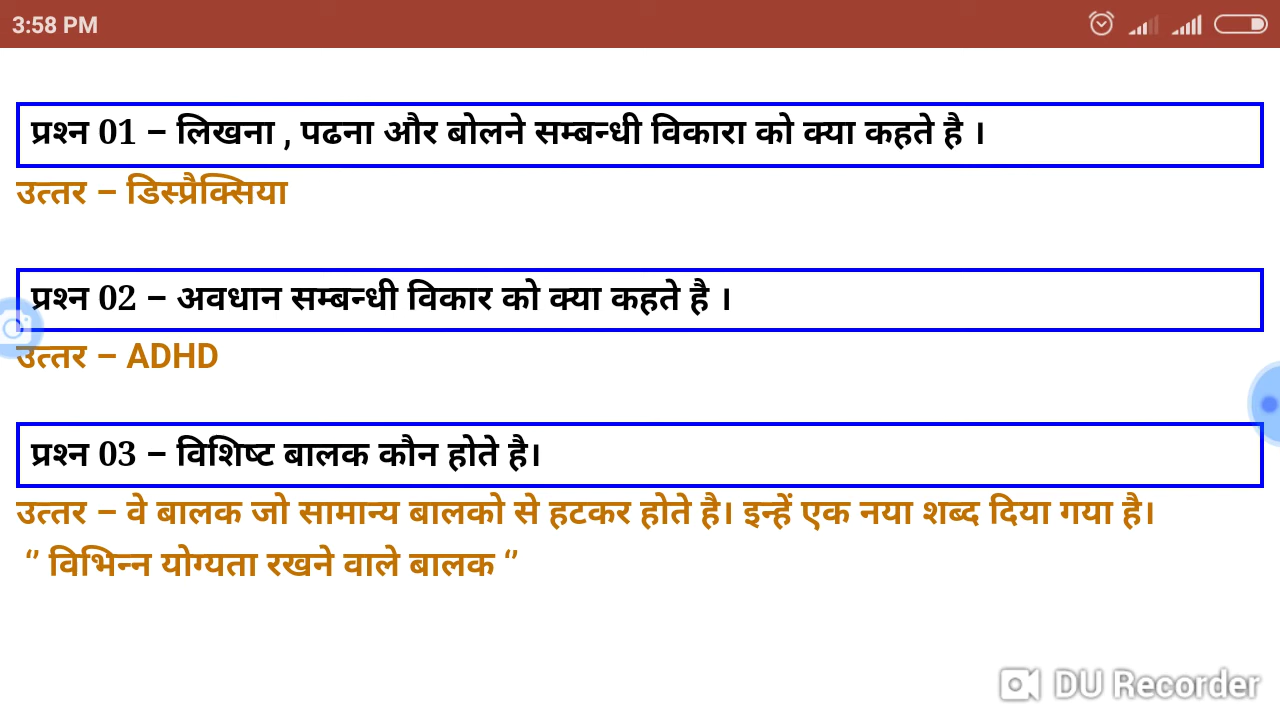 3:58 PM
प्रश्न 01 – लिखना , पढना और बोलने सम्बन्धी विकारा को क्या कहते है ।
उत्तर – डिस्प्रैक्सिया
प्रश्न 02 – अवधान सम्बन्धी विकार को क्या कहते है ।
उत्तर – ADHD
प्रश्न 03 – विशिष्ट बालक कौन होते है।
उत्तर – वे बालक जो सामान्य बालको से हटकर होते है। इन्हें एक नया शब्द दिया गया है।
“ विभिन्न योग्यता रखने वाले बालक ”
DU Recorder